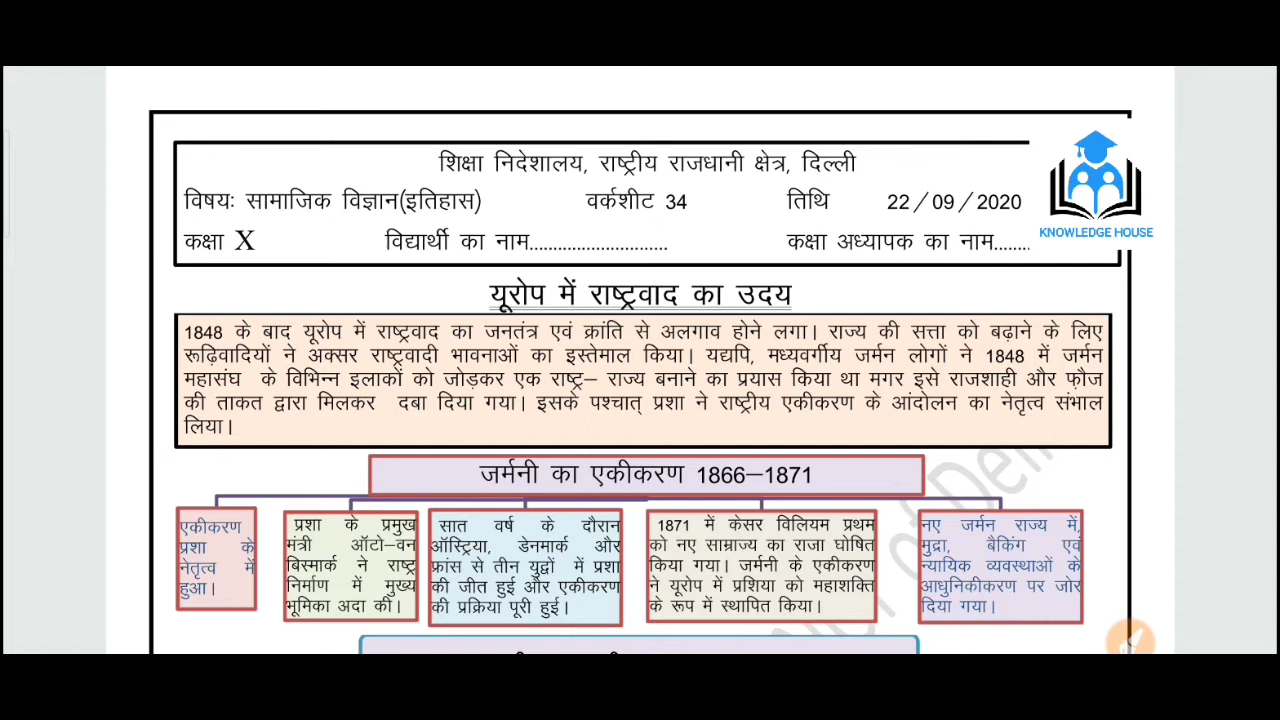 शिक्षा निदेशालय, राष्ट्रीय राजधानी क्षेत्र, दिल्ली
विषयः सामाजिक विज्ञान(इतिहास) वर्कशीट 34 तिथि 22/09/2020
कक्षा X विद्यार्थी का नाम............................. कक्षा अध्यापक का नाम........
KNOWLEDGE HOUSE
यूरोप में राष्ट्रवाद का उदय
1848 के बाद यूरोप में राष्ट्रवाद का जनतंत्र एवं क्रांति से अलगाव होने लगा। राज्य की सत्ता को बढ़ाने के लिए
रूढ़िवादियों ने अक्सर राष्ट्रवादी भावनाओं का इस्तेमाल किया। यद्यपि, मध्यवर्गीय जर्मन लोगों ने 1848 में जर्मन
महासंघ के विभिन्न इलाकों को जोड़कर एक राष्ट्र– राज्य बनाने का प्रयास किया था मगर इसे राजशाही और फ़ौज
की ताकत द्वारा मिलकर दबा दिया गया। इसके पश्चात् प्रशा ने राष्ट्रीय एकीकरण के आंदोलन का नेतृत्व संभाल
लिया।
जर्मनी का एकीकरण 1866–1871
एकीकरण
प्रशा के
नेतृत्व में
हुआ।
प्रशा के प्रमुख
मंत्री ऑटो–वन
बिस्मार्क ने राष्ट्र
निर्माण में मुख्य
भूमिका अदा की।
सात वर्ष के दौरान
ऑस्ट्रिया, डेनमार्क और
फ्रांस से तीन युद्वों में प्रशा
की जीत हुई और एकीकरण
की प्रक्रिया पूरी हुई।
1871 में केसर विलियम प्रथम
को नए साम्राज्य का राजा घोषित
किया गया। जर्मनी के एकीकरण
ने यूरोप में प्रशिया को महाशक्ति
के रूप में स्थापित किया।
नए जर्मन राज्य में,
मुद्रा, बैकिंग एवं
न्यायिक व्यवस्थाओं के
आधुनिकीकरण पर जोर
दिया गया।